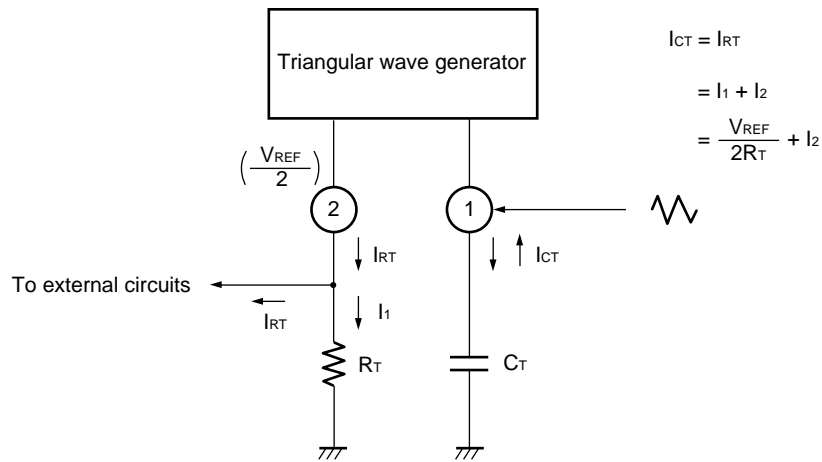 Triangular wave generator
ICT = IRT
= I1 + I2
= VREF / 2RT + I2
(VREF / 2)
2
1
IRT
ICT
To external circuits
IRT
I1
RT
CT